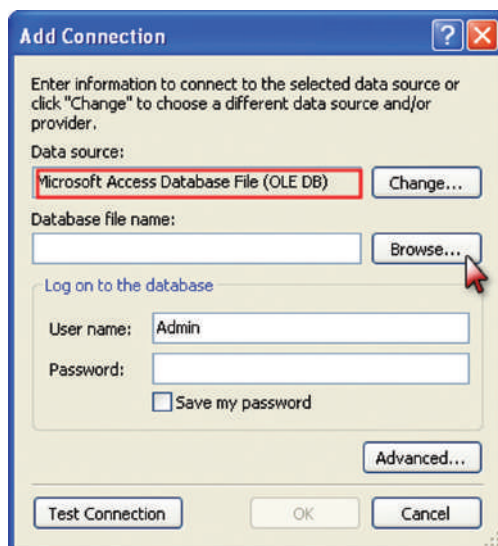 Add Connection
?
Enter information to connect to the selected data source or
click "Change" to choose a different data source and/or
provider.
Data source:
Microsoft Access Database File (OLE DB)
Change...
Database file name:
Browse...
Log on to the database
User name:
Admin
Password:
Save my password
Advanced...
Test Connection
OK
Cancel